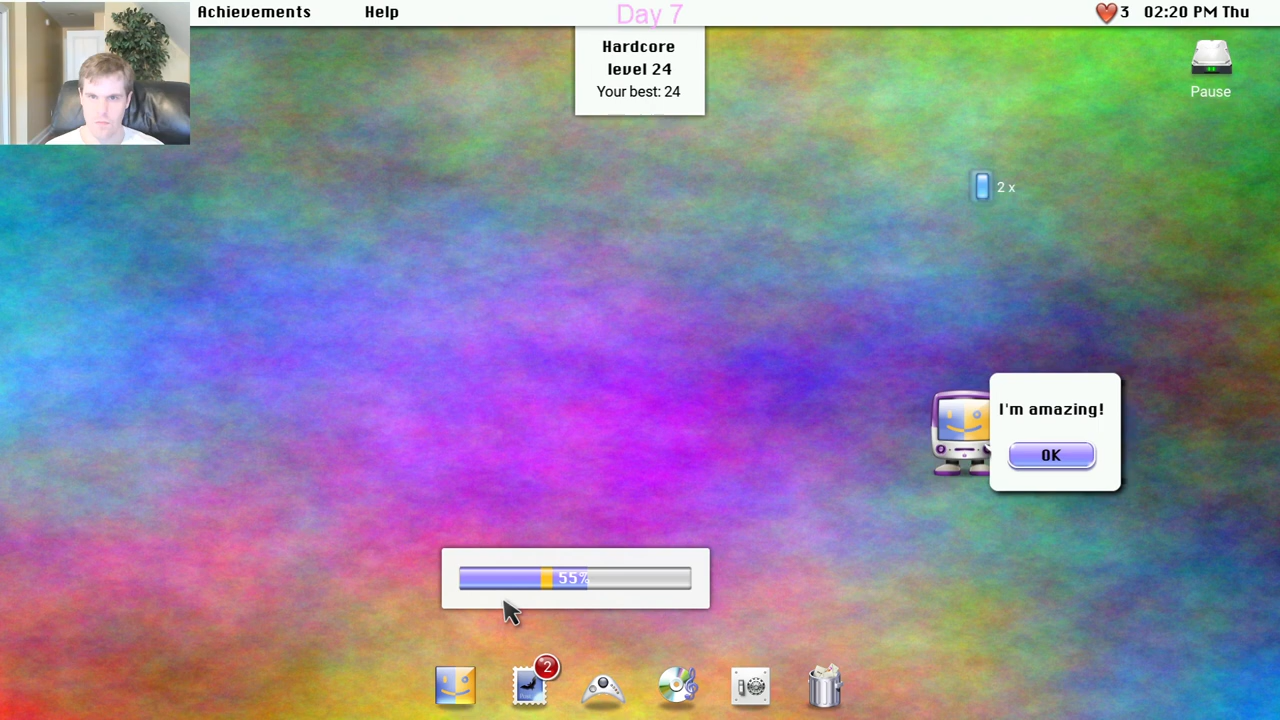 Achievements Help Day 7 3 02:20 PM Thu
Hardcore
level 24
Your best: 24
Pause
2 x
I'm amazing!
OK
55%
2